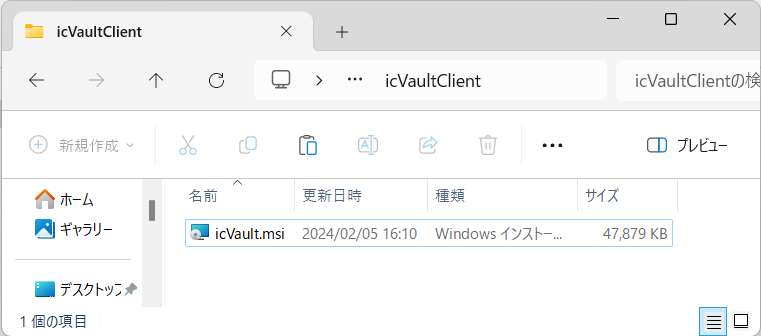 icVaultClient
icVaultClient
icVaultClientの検
新規作成
プレビュー
ホーム
ギャラリー
デスクトップ
名前 更新日時 種類 サイズ
icVault.msi 2024/02/05 16:10 Windows インストー... 47,879 KB
1 個の項目